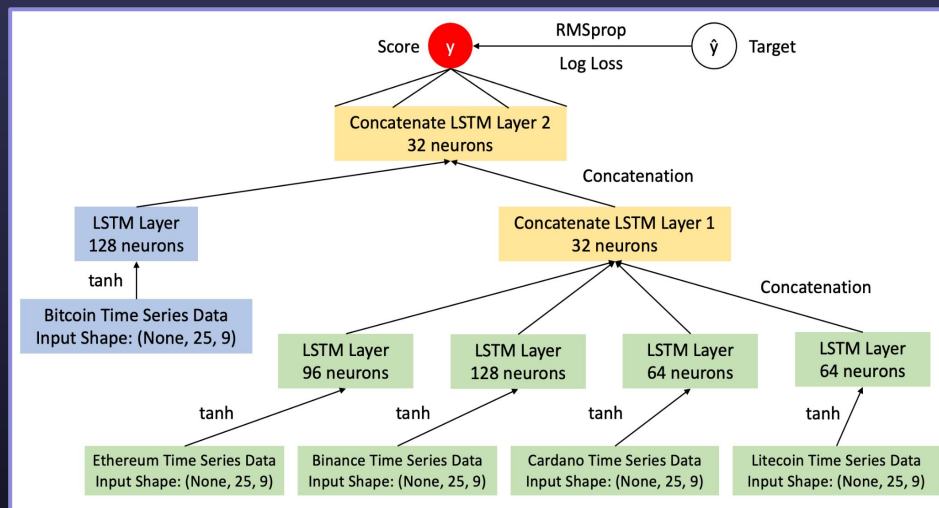 Score
y
RMSprop
Log Loss
ŷ
Target
Concatenate LSTM Layer 2
32 neurons
Concatenation
LSTM Layer
128 neurons
Concatenate LSTM Layer 1
32 neurons
tanh
Concatenation
Bitcoin Time Series Data
Input Shape: (None, 25, 9)
LSTM Layer
96 neurons
LSTM Layer
128 neurons
LSTM Layer
64 neurons
LSTM Layer
64 neurons
tanh
tanh
tanh
tanh
Ethereum Time Series Data
Input Shape: (None, 25, 9)
Binance Time Series Data
Input Shape: (None, 25, 9)
Cardano Time Series Data
Input Shape: (None, 25, 9)
Litecoin Time Series Data
Input Shape: (None, 25, 9)